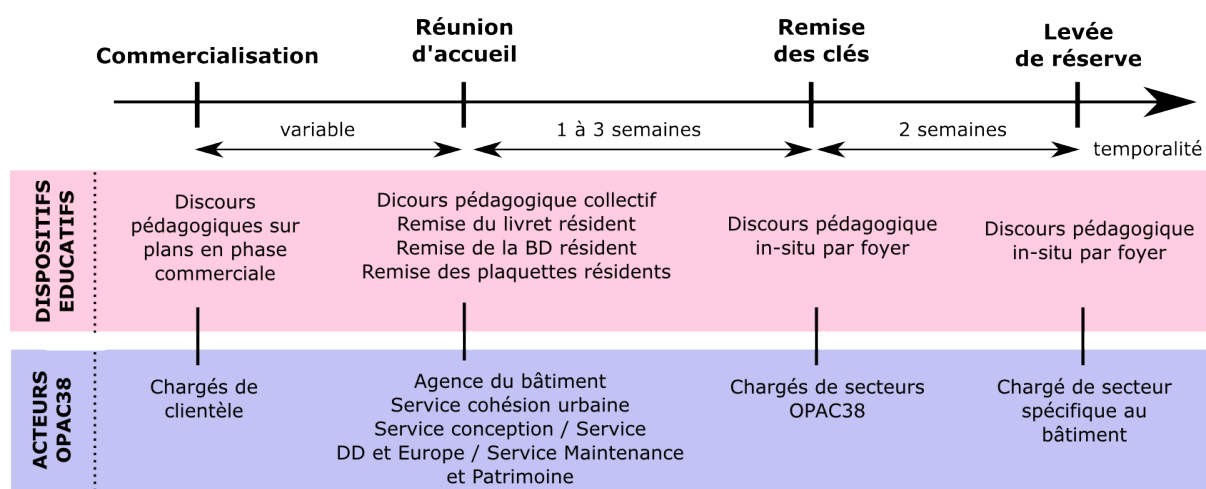 Commercialisation
Réunion
d'accueil
Remise
des clés
Levée
de réserve
variable
1 à 3 semaines
2 semaines
temporalité
DISPOSITIFS
EDUCATIFS
Discours
pédagogiques sur
plans en phase
commerciale
Dicours pédagogique collectif
Remise du livret résident
Remise de la BD résident
Remise des plaquettes résidents
Discours pédagogique
in-situ par foyer
Discours pédagogique
in-situ par foyer
ACTEURS
OPAC38
Chargés de
clientèle
Agence du bâtiment
Service cohésion urbaine
Service conception / Service
DD et Europe / Service Maintenance
et Patrimoine
Chargés de secteurs
OPAC38
Chargé de secteur
spécifique au
bâtiment